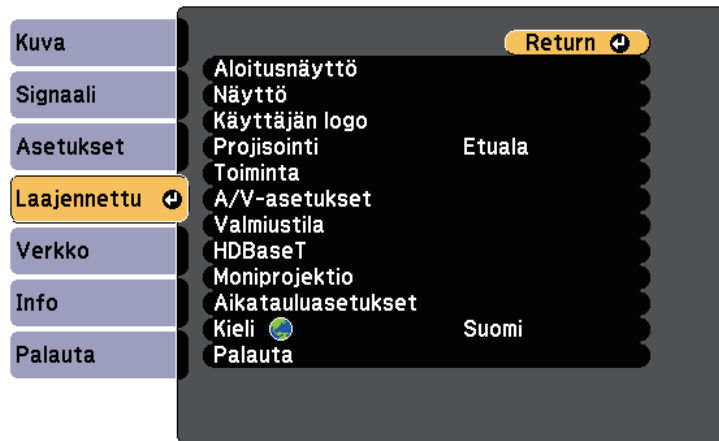 Kuva
Signaali
Asetukset
Laajennettu
Verkko
Info
Palauta
Return
Aloitusnäyttö
Näyttö
Käyttäjän logo
Projisointi Etuala
Toiminta
A/V-asetukset
Valmiustila
HDBaseT
Moniprojektio
Aikatauluasetukset
Kieli Suomi
Palauta